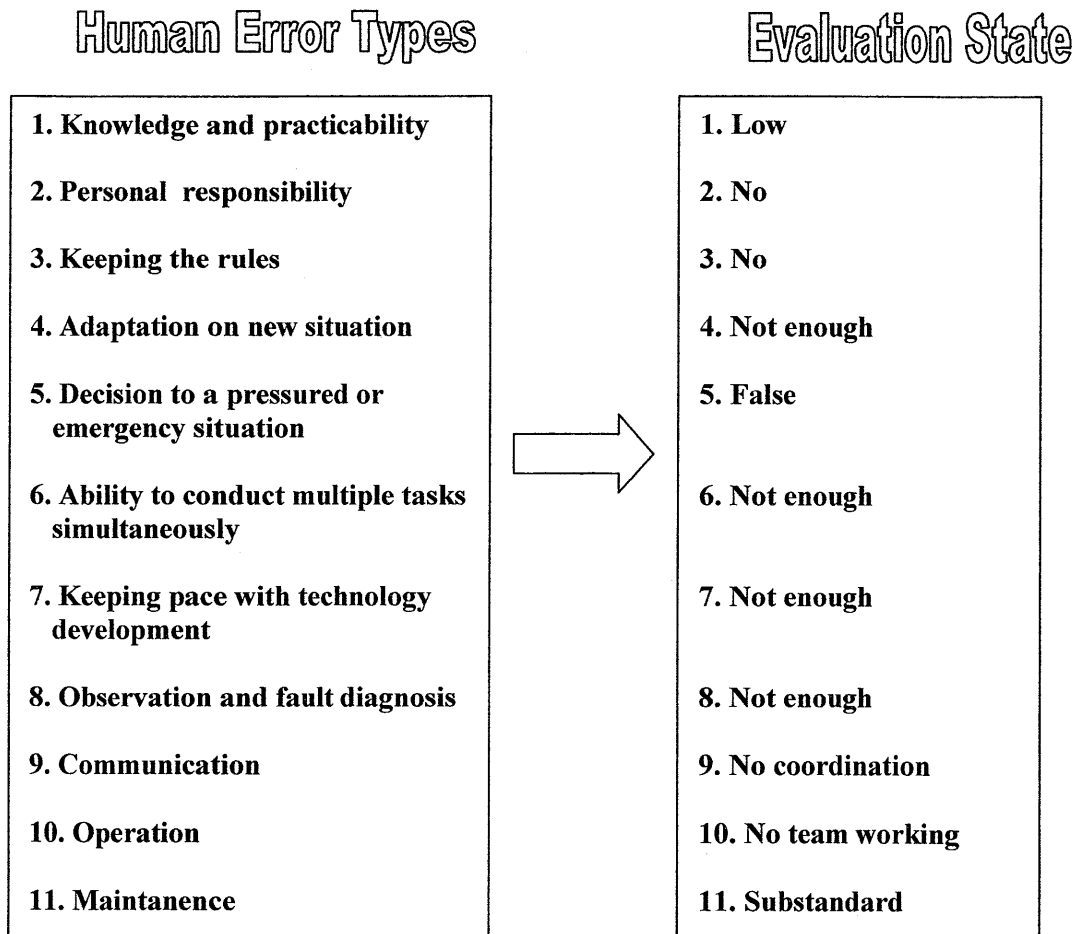 Human Error Types
1. Knowledge and practicability
2. Personal responsibility
3. Keeping the rules
4. Adaptation on new situation
5. Decision to a pressured or
emergency situation
6. Ability to conduct multiple tasks
simultaneously
7. Keeping pace with technology
development
8. Observation and fault diagnosis
9. Communication
10. Operation
11. Maintanence
Evaluation State
1. Low
2. No
3. No
4. Not enough
5. False
6. Not enough
7. Not enough
8. Not enough
9. No coordination
10. No team working
11. Substandard